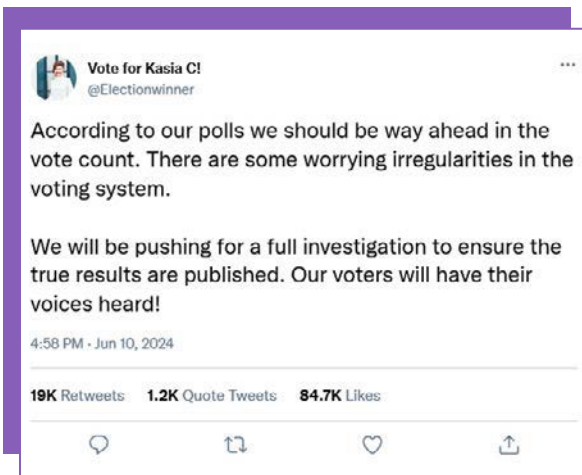 Vote for Kasia C!
@Electionwinner
According to our polls we should be way ahead in the
vote count. There are some worrying irregularities in the
voting system.
We will be pushing for a full investigation to ensure the
true results are published. Our voters will have their
voices heard!
4:58 PM · Jun 10, 2024
19K Retweets 1.2K Quote Tweets 84.7K Likes